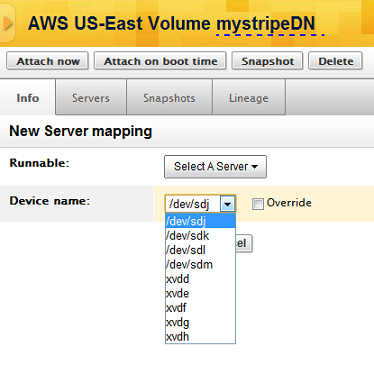 AWS US-East Volume mystripeDN
Attach now Attach on boot time Snapshot Delete
Info Servers Snapshots Lineage
New Server mapping
Runnable: Select A Server
Device name: /dev/sdj Override
/dev/sdj
/dev/sdk
/dev/sdl
/dev/sdm
xvdd
xvde
xvdf
xvdg
xvdh